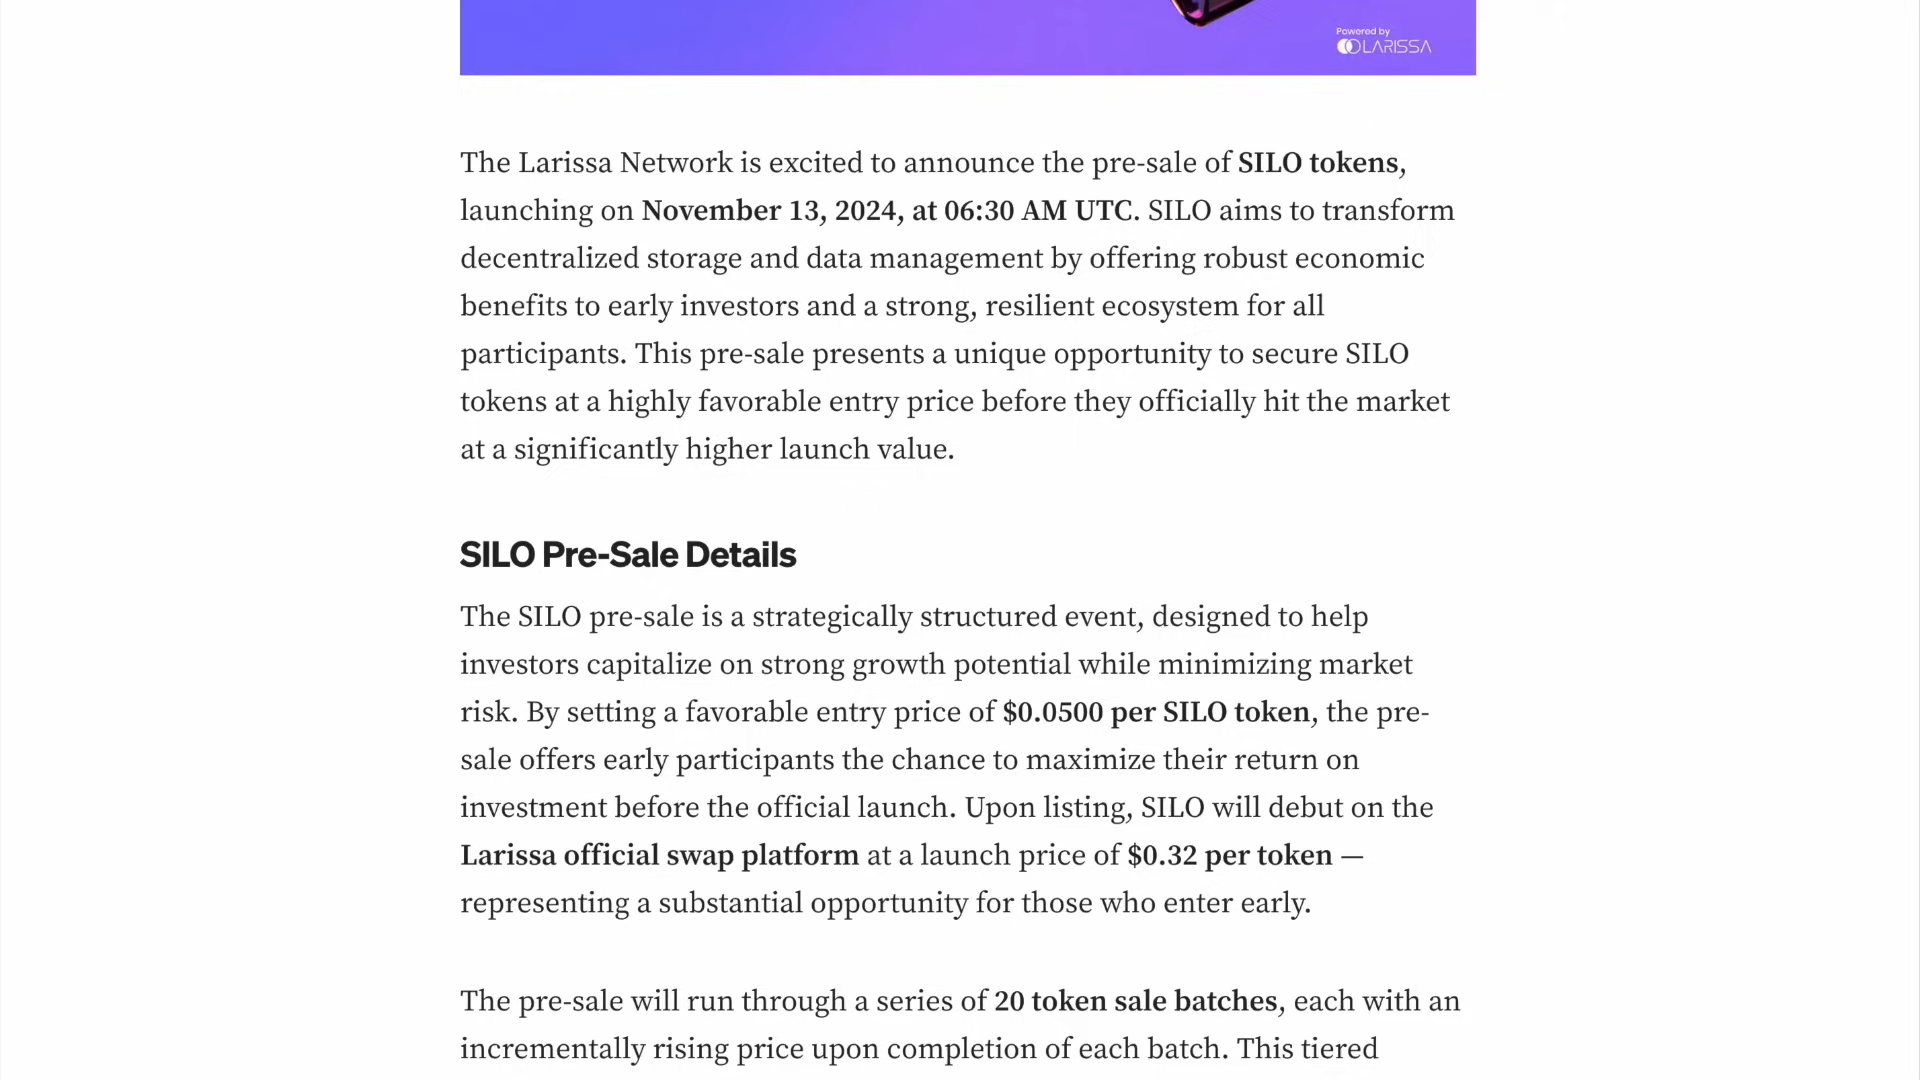 Powered by
LARISSA
The Larissa Network is excited to announce the pre-sale of SILO tokens,
launching on November 13, 2024, at 06:30 AM UTC. SILO aims to transform
decentralized storage and data management by offering robust economic
benefits to early investors and a strong, resilient ecosystem for all
participants. This pre-sale presents a unique opportunity to secure SILO
tokens at a highly favorable entry price before they officially hit the market
at a significantly higher launch value.
SILO Pre-Sale Details
The SILO pre-sale is a strategically structured event, designed to help
investors capitalize on strong growth potential while minimizing market
risk. By setting a favorable entry price of $0.0500 per SILO token, the pre-
sale offers early participants the chance to maximize their return on
investment before the official launch. Upon listing, SILO will debut on the
Larissa official swap platform at a launch price of $0.32 per token —
representing a substantial opportunity for those who enter early.
The pre-sale will run through a series of 20 token sale batches, each with an
incrementally rising price upon completion of each batch. This tiered